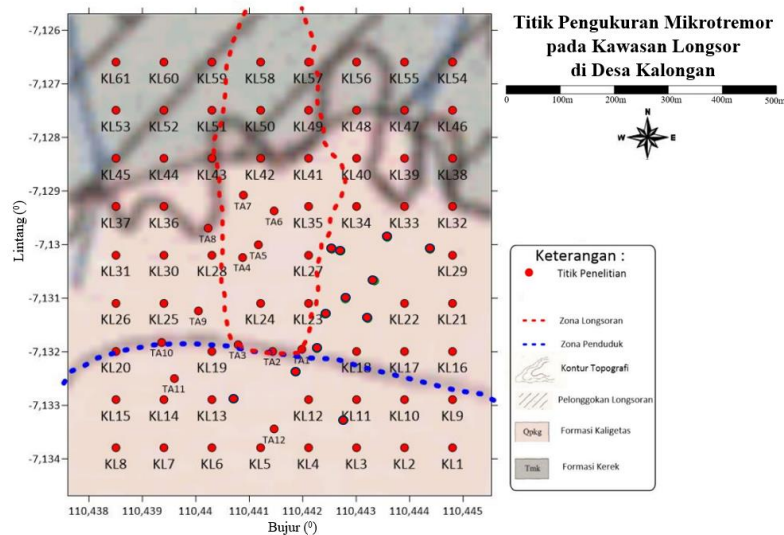 Titik Pengukuran Mikrotremor
pada Kawasan Longsor
di Desa Kalongan
0 100m 200m 300m 400m 500m
N
W E
S
Lintang (⁰)
-7,126
-7,127
-7,128
-7,129
-7,13
-7,131
-7,132
-7,133
-7,134
KL61 KL60 KL59 KL58 KL57 KL56 KL55 KL54
KL53 KL52 KL51 KL50 KL49 KL48 KL47 KL46
KL45 KL44 KL43 KL42 KL41 KL40 KL39 KL38
TA7
TA6
KL37 KL36 KL35 KL34 KL33 KL32
TA8
TA5
TA4
KL31 KL30 KL28 KL27 KL29
TA9
KL26 KL25 KL24 KL23 KL22 KL21
TA10 TA3 TA2 TA1
KL20 KL19 KL18 KL17 KL16
TA11
KL15 KL14 KL13 KL12 KL11 KL10 KL9
TA12
KL8 KL7 KL6 KL5 KL4 KL3 KL2 KL1
110,438 110,439 110,44 110,441 110,442 110,443 110,444 110,445
Bujur (⁰)
Keterangan :
Titik Penelitian
Zona Longsoran
Zona Penduduk
Kontur Topografi
Pelonggokan Longsoran
Qpkg Formasi Kaligetas
Tmk Formasi Kerek